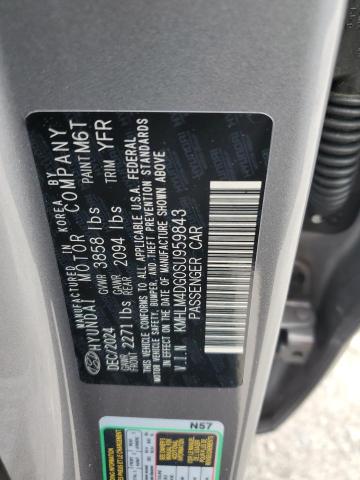 MANUFACTURED IN KOREA BY
HYUNDAI MOTOR COMPANY
DEC/2024 GVWR 3858 lbs PAINT M6T
GAWR FRONT 2271 lbs GAWR REAR 2094 lbs TRIM YFR
THIS VEHICLE CONFORMS TO ALL APPLICABLE U.S.A. FEDERAL
MOTOR VEHICLE SAFETY, BUMPER, AND THEFT PREVENTION STANDARDS
IN EFFECT ON THE DATE OF MANUFACTURE SHOWN ABOVE.
V.I.N KMHLM4DG0SU959843
PASSENGER CAR
N57